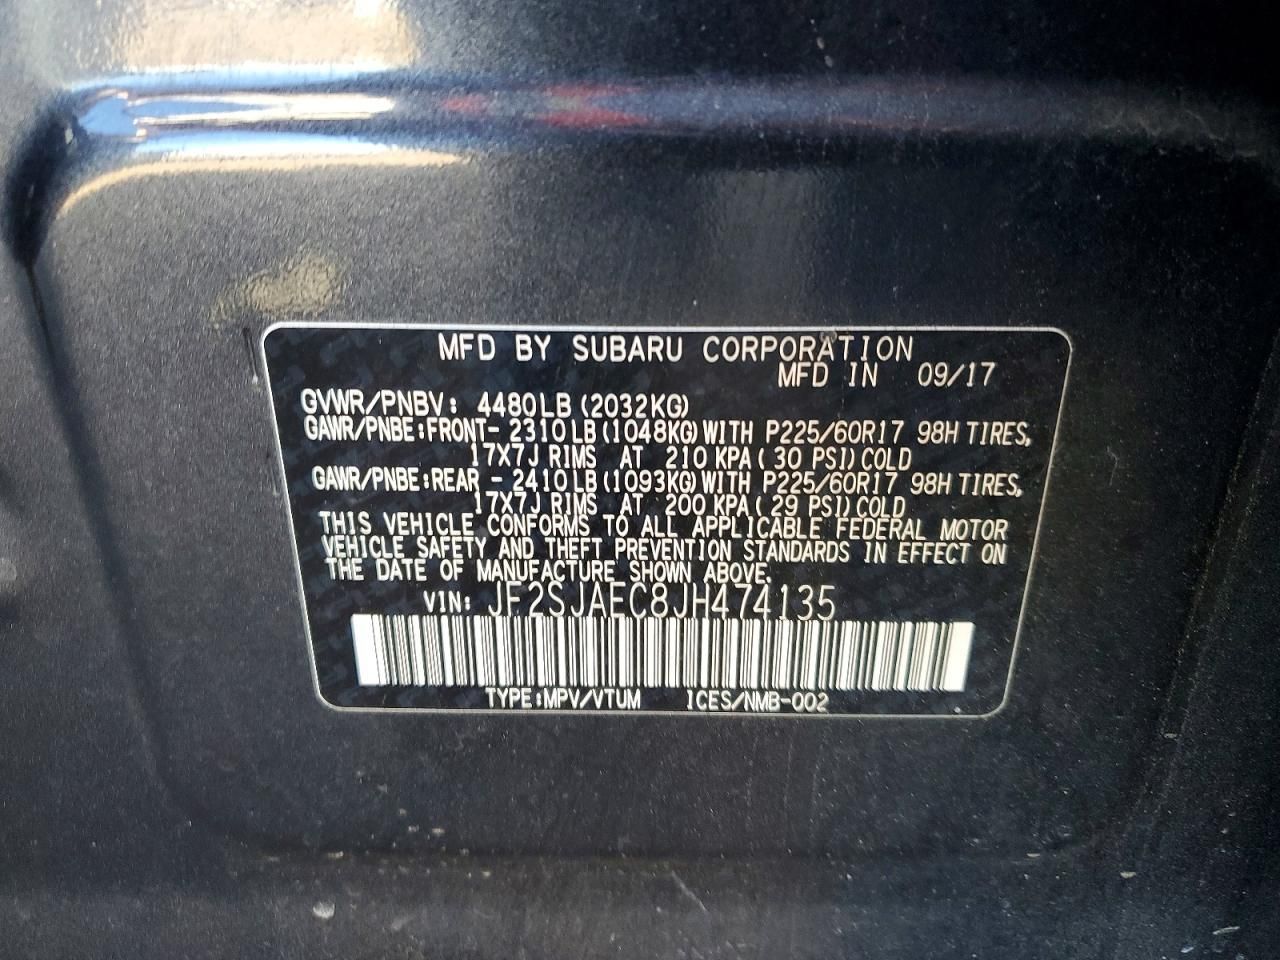 MFD BY SUBARU CORPORATION
MFD IN 09/17
GVWR/PNBV: 4480LB(2032KG)
GAWR/PNBE:FRONT- 2310LB(1048KG)WITH P225/60R17 98H TIRES,
17X7J RIMS AT 210 KPA(30 PSI)COLD
GAWR/PNBE:REAR - 2410LB(1093KG)WITH P225/60R17 98H TIRES,
17X7J RIMS AT 200 KPA(29 PSI)COLD
THIS VEHICLE CONFORMS TO ALL APPLICABLE FEDERAL MOTOR
VEHICLE SAFETY AND THEFT PREVENTION STANDARDS IN EFFECT ON
THE DATE OF MANUFACTURE SHOWN ABOVE.
VIN: JF2SJAEC8JH474135
TYPE:MPV/VTUM ICES/NMB-002